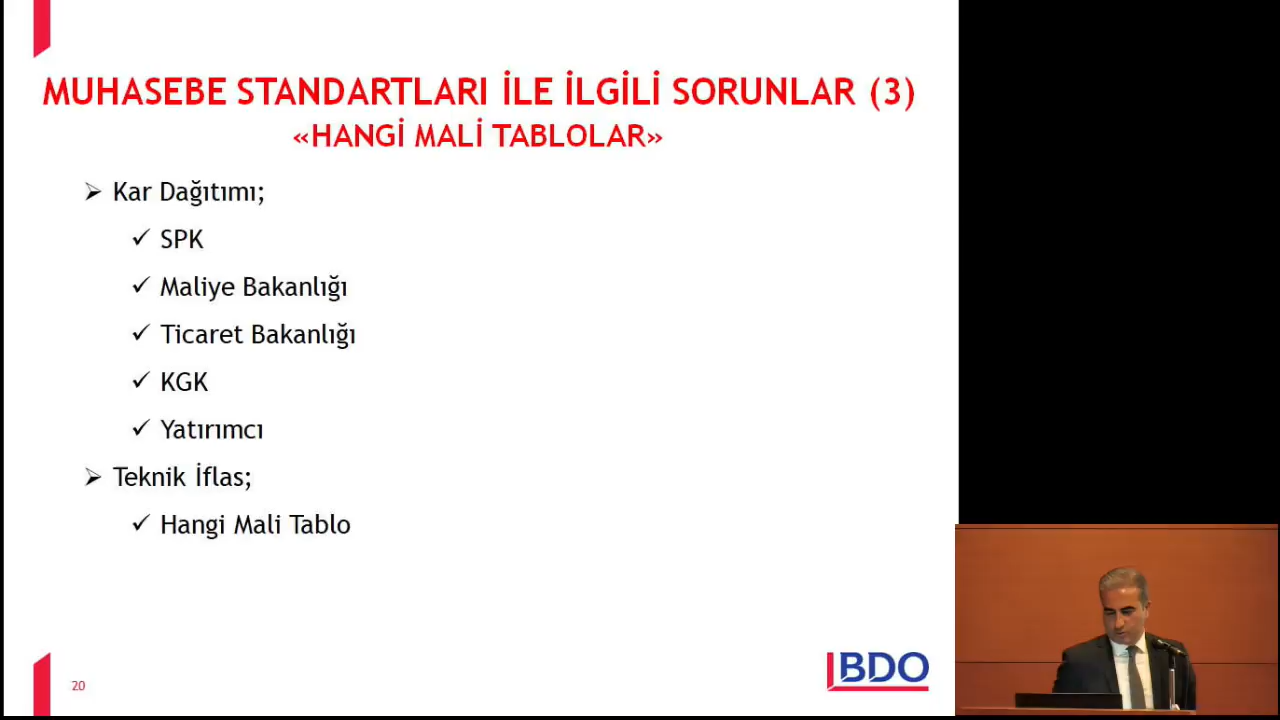 MUHASEBE STANDARTLARI İLE İLGİLİ SORUNLAR (3)
«HANGİ MALİ TABLOLAR»
Kar Dağıtımı;
SPK
Maliye Bakanlığı
Ticaret Bakanlığı
KGK
Yatırımcı
Teknik İflas;
Hangi Mali Tablo
20
BDO